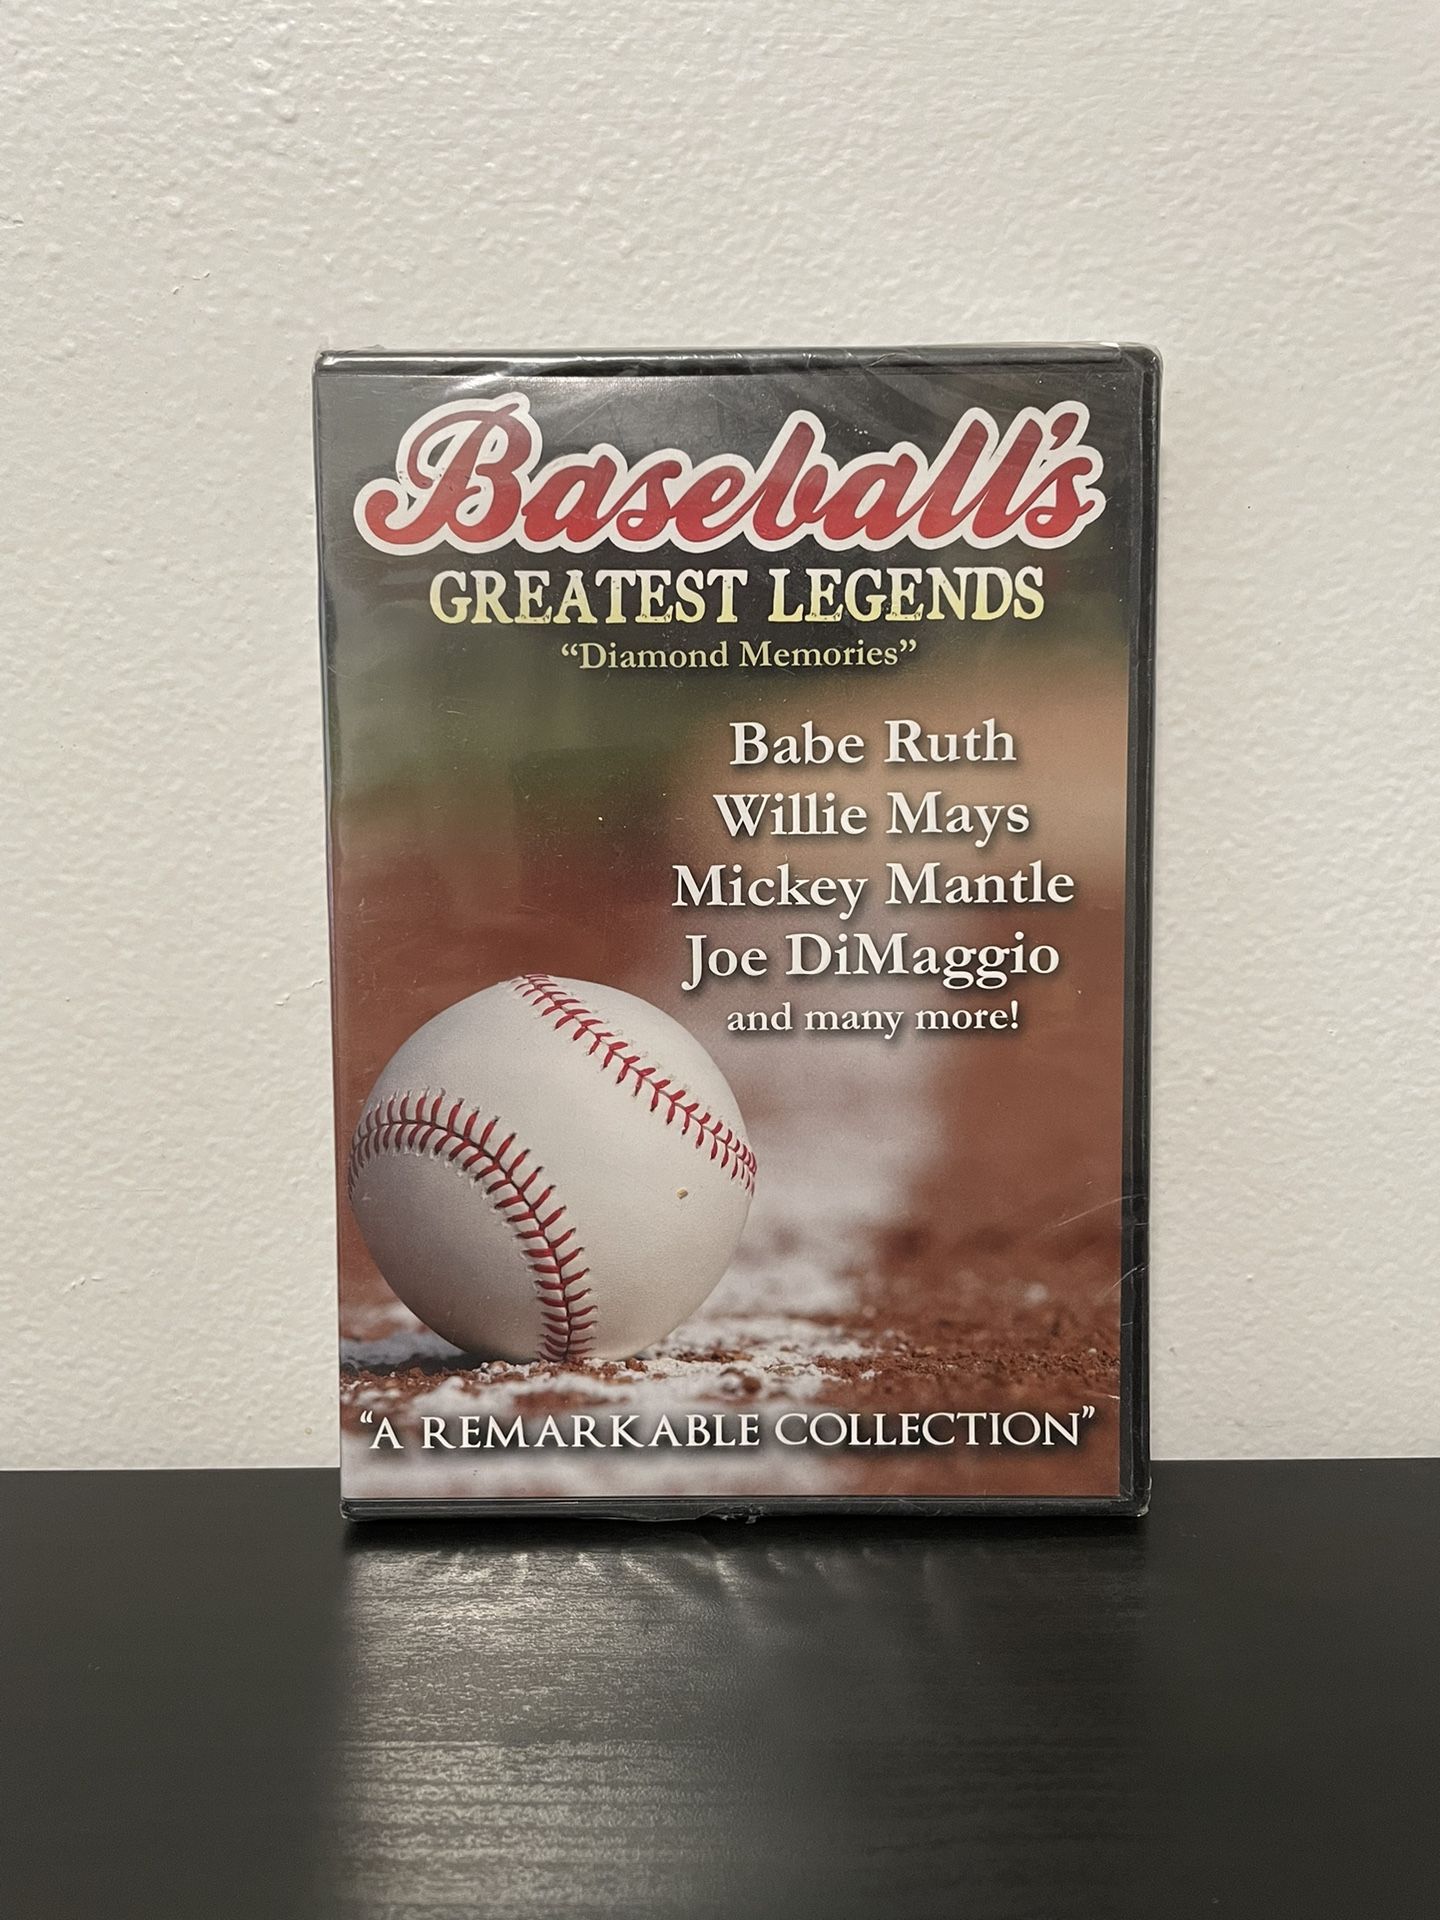 Baseball's
GREATEST LEGENDS
“Diamond Memories”
Babe Ruth
Willie Mays
Mickey Mantle
Joe DiMaggio
and many more!
“A REMARKABLE COLLECTION”